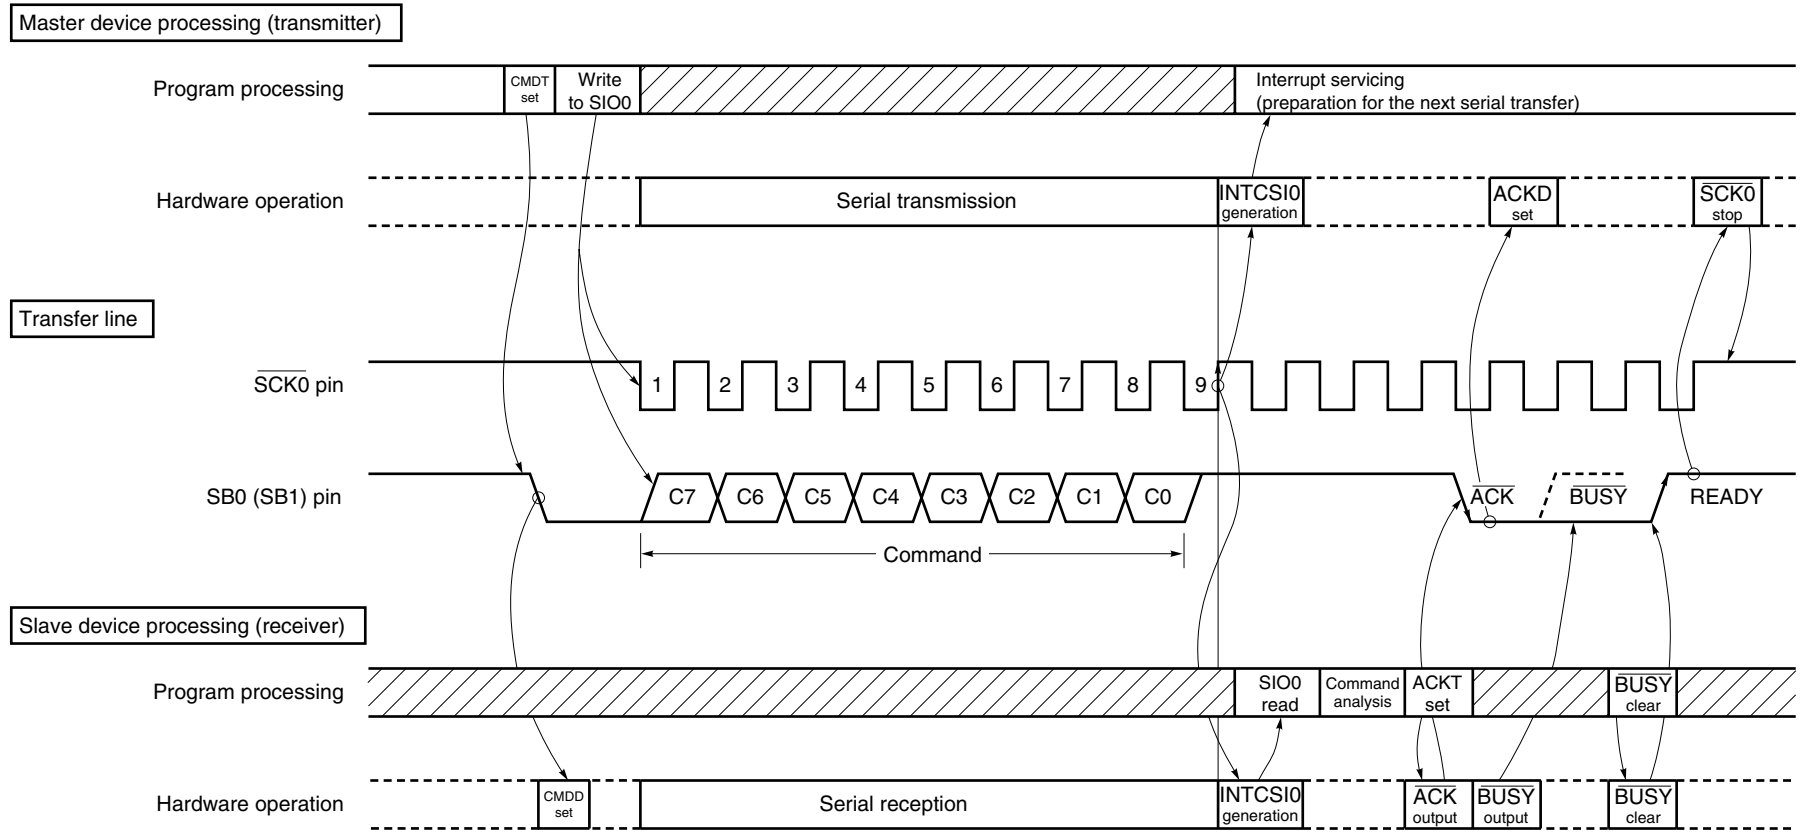 Master device processing (transmitter)
Program processing
CMDT
set
Write
to SIO0
Interrupt servicing
(preparation for the next serial transfer)
Hardware operation
Serial transmission
INTCSI0
generation
ACKD
set
SCK0
stop
Transfer line
SCK0 pin
1 2 3 4 5 6 7 8 9
SB0 (SB1) pin
C7 C6 C5 C4 C3 C2 C1 C0
ACK
BUSY
READY
Command
Slave device processing (receiver)
Program processing
SIO0
read
Command
analysis
ACKT
set
BUSY
clear
Hardware operation
CMDD
set
Serial reception
INTCSI0
generation
ACK
output
BUSY
output
BUSY
clear